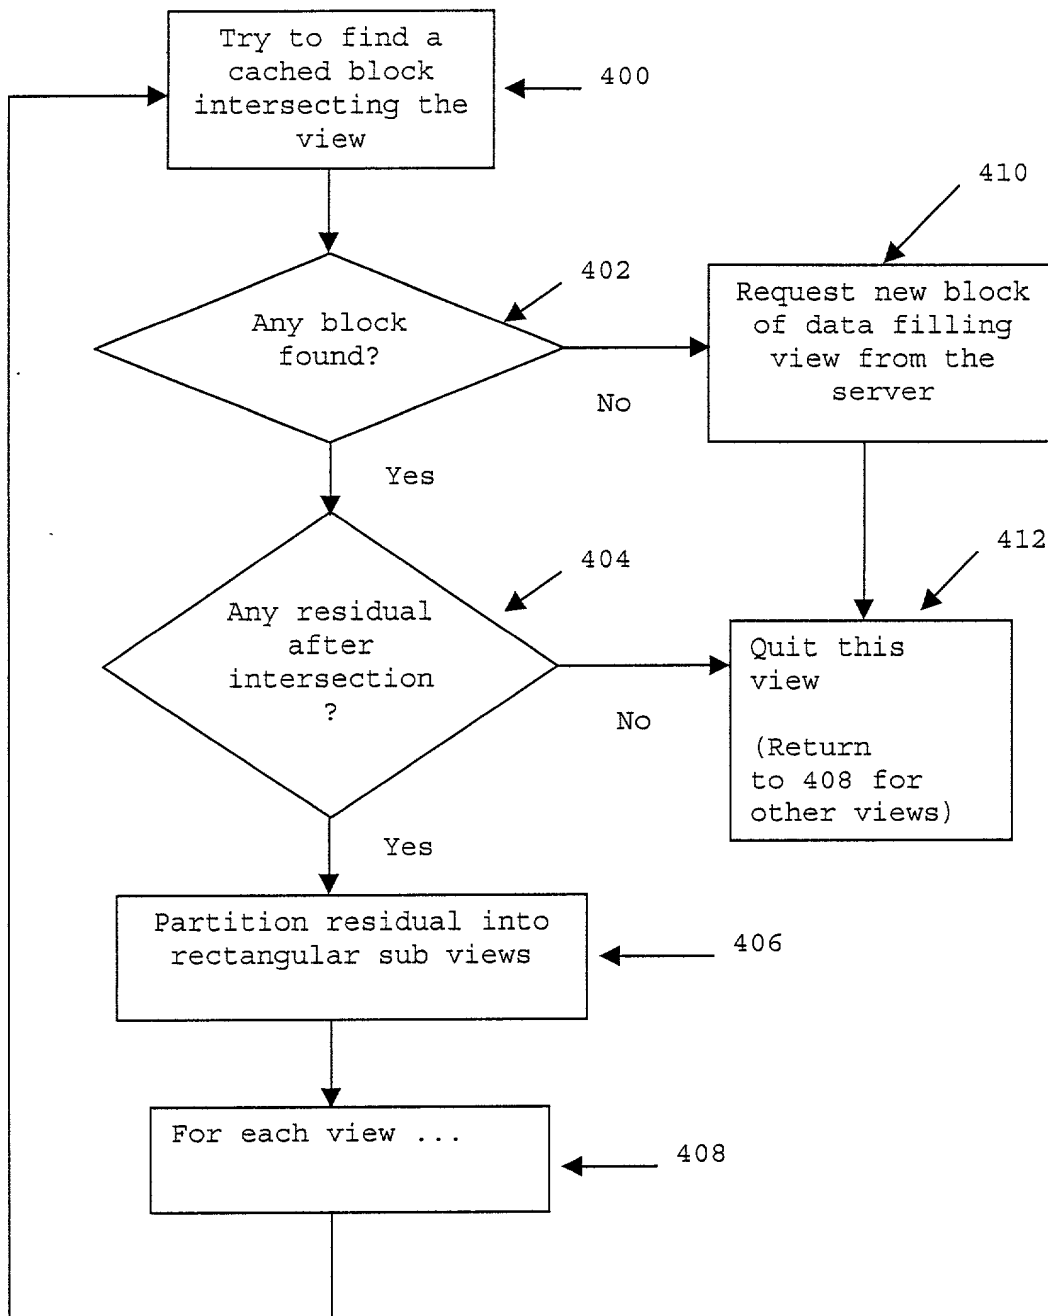 Try to find a
cached block
intersecting the
view
400
410
402
Any block
found?
No
Request new block
of data filling
view from the
server
Yes
404
412
Any residual
after
intersection
?
No
Quit this
view
(Return
to 408 for
other views)
Yes
Partition residual into
rectangular sub views
406
For each view ...
408